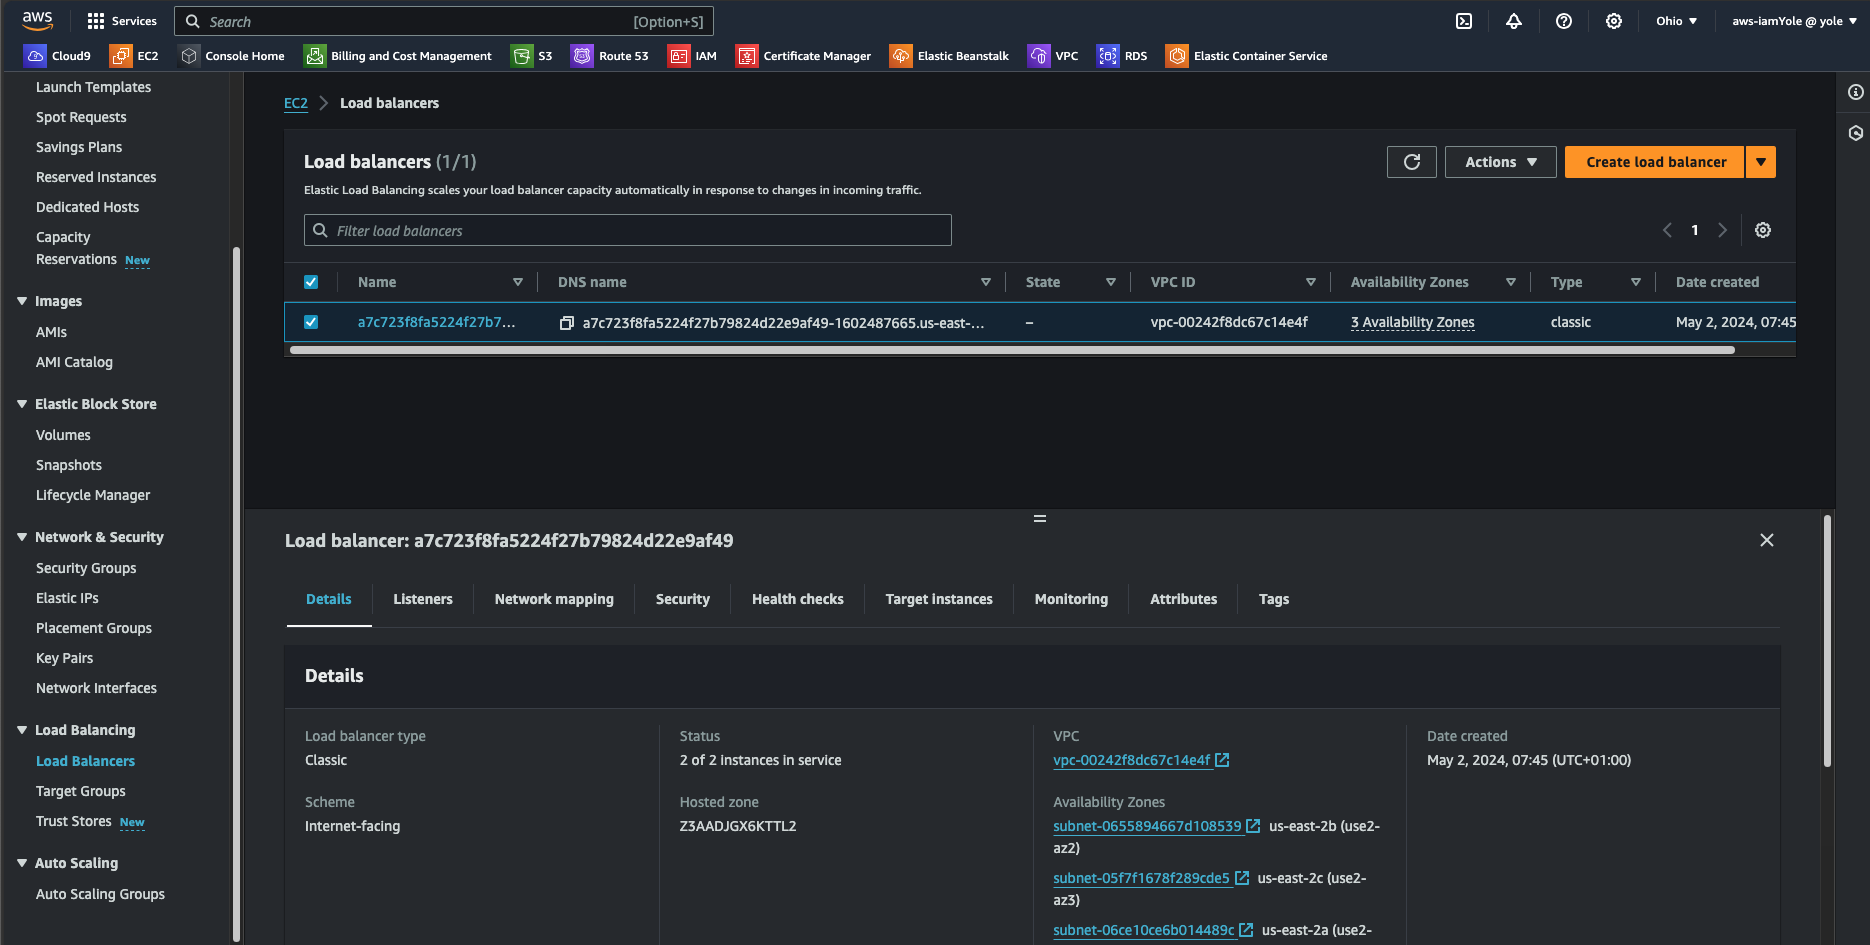 aws
Services
Search
[Option+S]
Ohio ▼
aws-iamYole @ yole ▼
Cloud9
EC2
Console Home
Billing and Cost Management
S3
Route 53
IAM
Certificate Manager
Elastic Beanstalk
VPC
RDS
Elastic Container Service
Launch Templates
Spot Requests
Savings Plans
Reserved Instances
Dedicated Hosts
Capacity
Reservations New
Images
AMIs
AMI Catalog
Elastic Block Store
Volumes
Snapshots
Lifecycle Manager
Network & Security
Security Groups
Elastic IPs
Placement Groups
Key Pairs
Network Interfaces
Load Balancing
Load Balancers
Target Groups
Trust Stores New
Auto Scaling
Auto Scaling Groups
EC2 > Load balancers
Load balancers (1/1)
Actions ▼
Create load balancer
Elastic Load Balancing scales your load balancer capacity automatically in response to changes in incoming traffic.
Filter load balancers
1
Name
DNS name
State
VPC ID
Availability Zones
Type
Date created
a7c723f8fa5224f27b7...
a7c723f8fa5224f27b79824d22e9af49-1602487665.us-east-...
–
vpc-00242f8dc67c14e4f
3 Availability Zones
classic
May 2, 2024, 07:45
Load balancer: a7c723f8fa5224f27b79824d22e9af49
Details
Listeners
Network mapping
Security
Health checks
Target instances
Monitoring
Attributes
Tags
Details
Load balancer type
Classic
Scheme
Internet-facing
Status
2 of 2 instances in service
Hosted zone
Z3AADJGX6KTTL2
VPC
vpc-00242f8dc67c14e4f
Availability Zones
subnet-0655894667d108539 us-east-2b (use2-
az2)
subnet-05f7f1678f289cde5 us-east-2c (use2-
az3)
subnet-06ce10ce6b014489c us-east-2a (use2-
Date created
May 2, 2024, 07:45 (UTC+01:00)